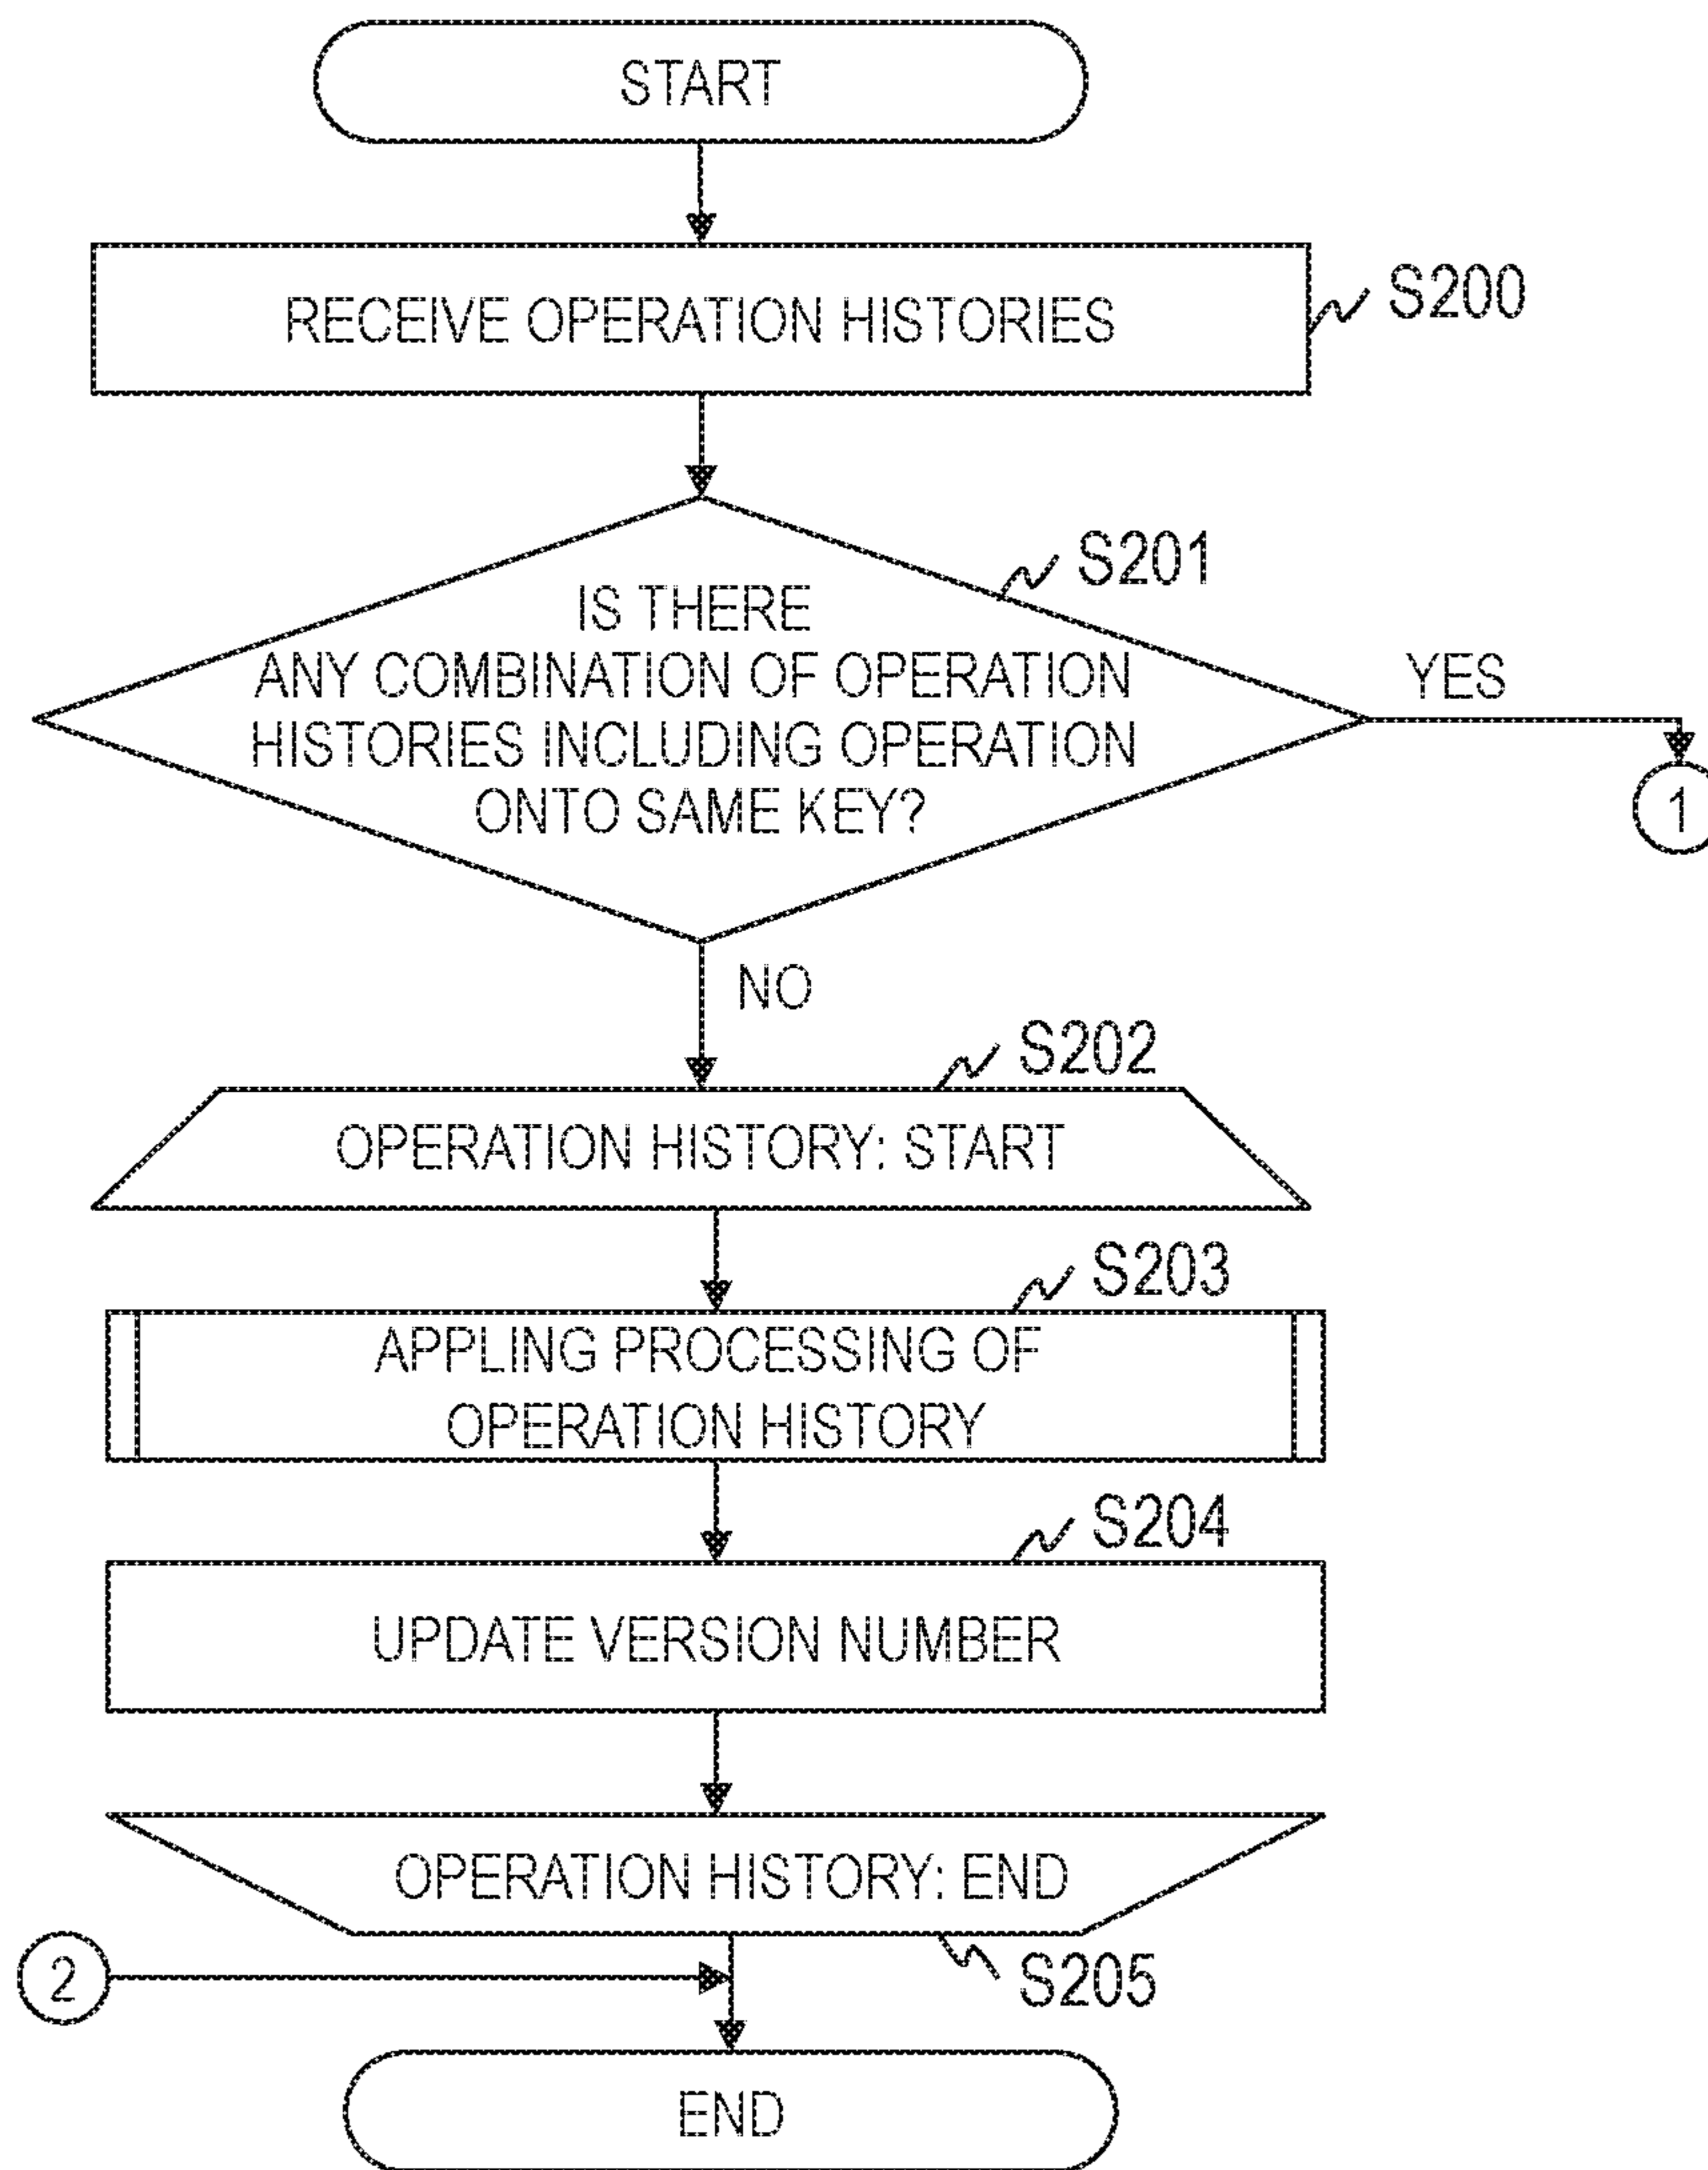 START
RECEIVE OPERATION HISTORIES
S200
S201
IS THERE
ANY COMBINATION OF OPERATION
HISTORIES INCLUDING OPERATION
ONTO SAME KEY?
YES
1
NO
S202
OPERATION HISTORY: START
S203
APPLING PROCESSING OF
OPERATION HISTORY
S204
UPDATE VERSION NUMBER
OPERATION HISTORY: END
2
S205
END